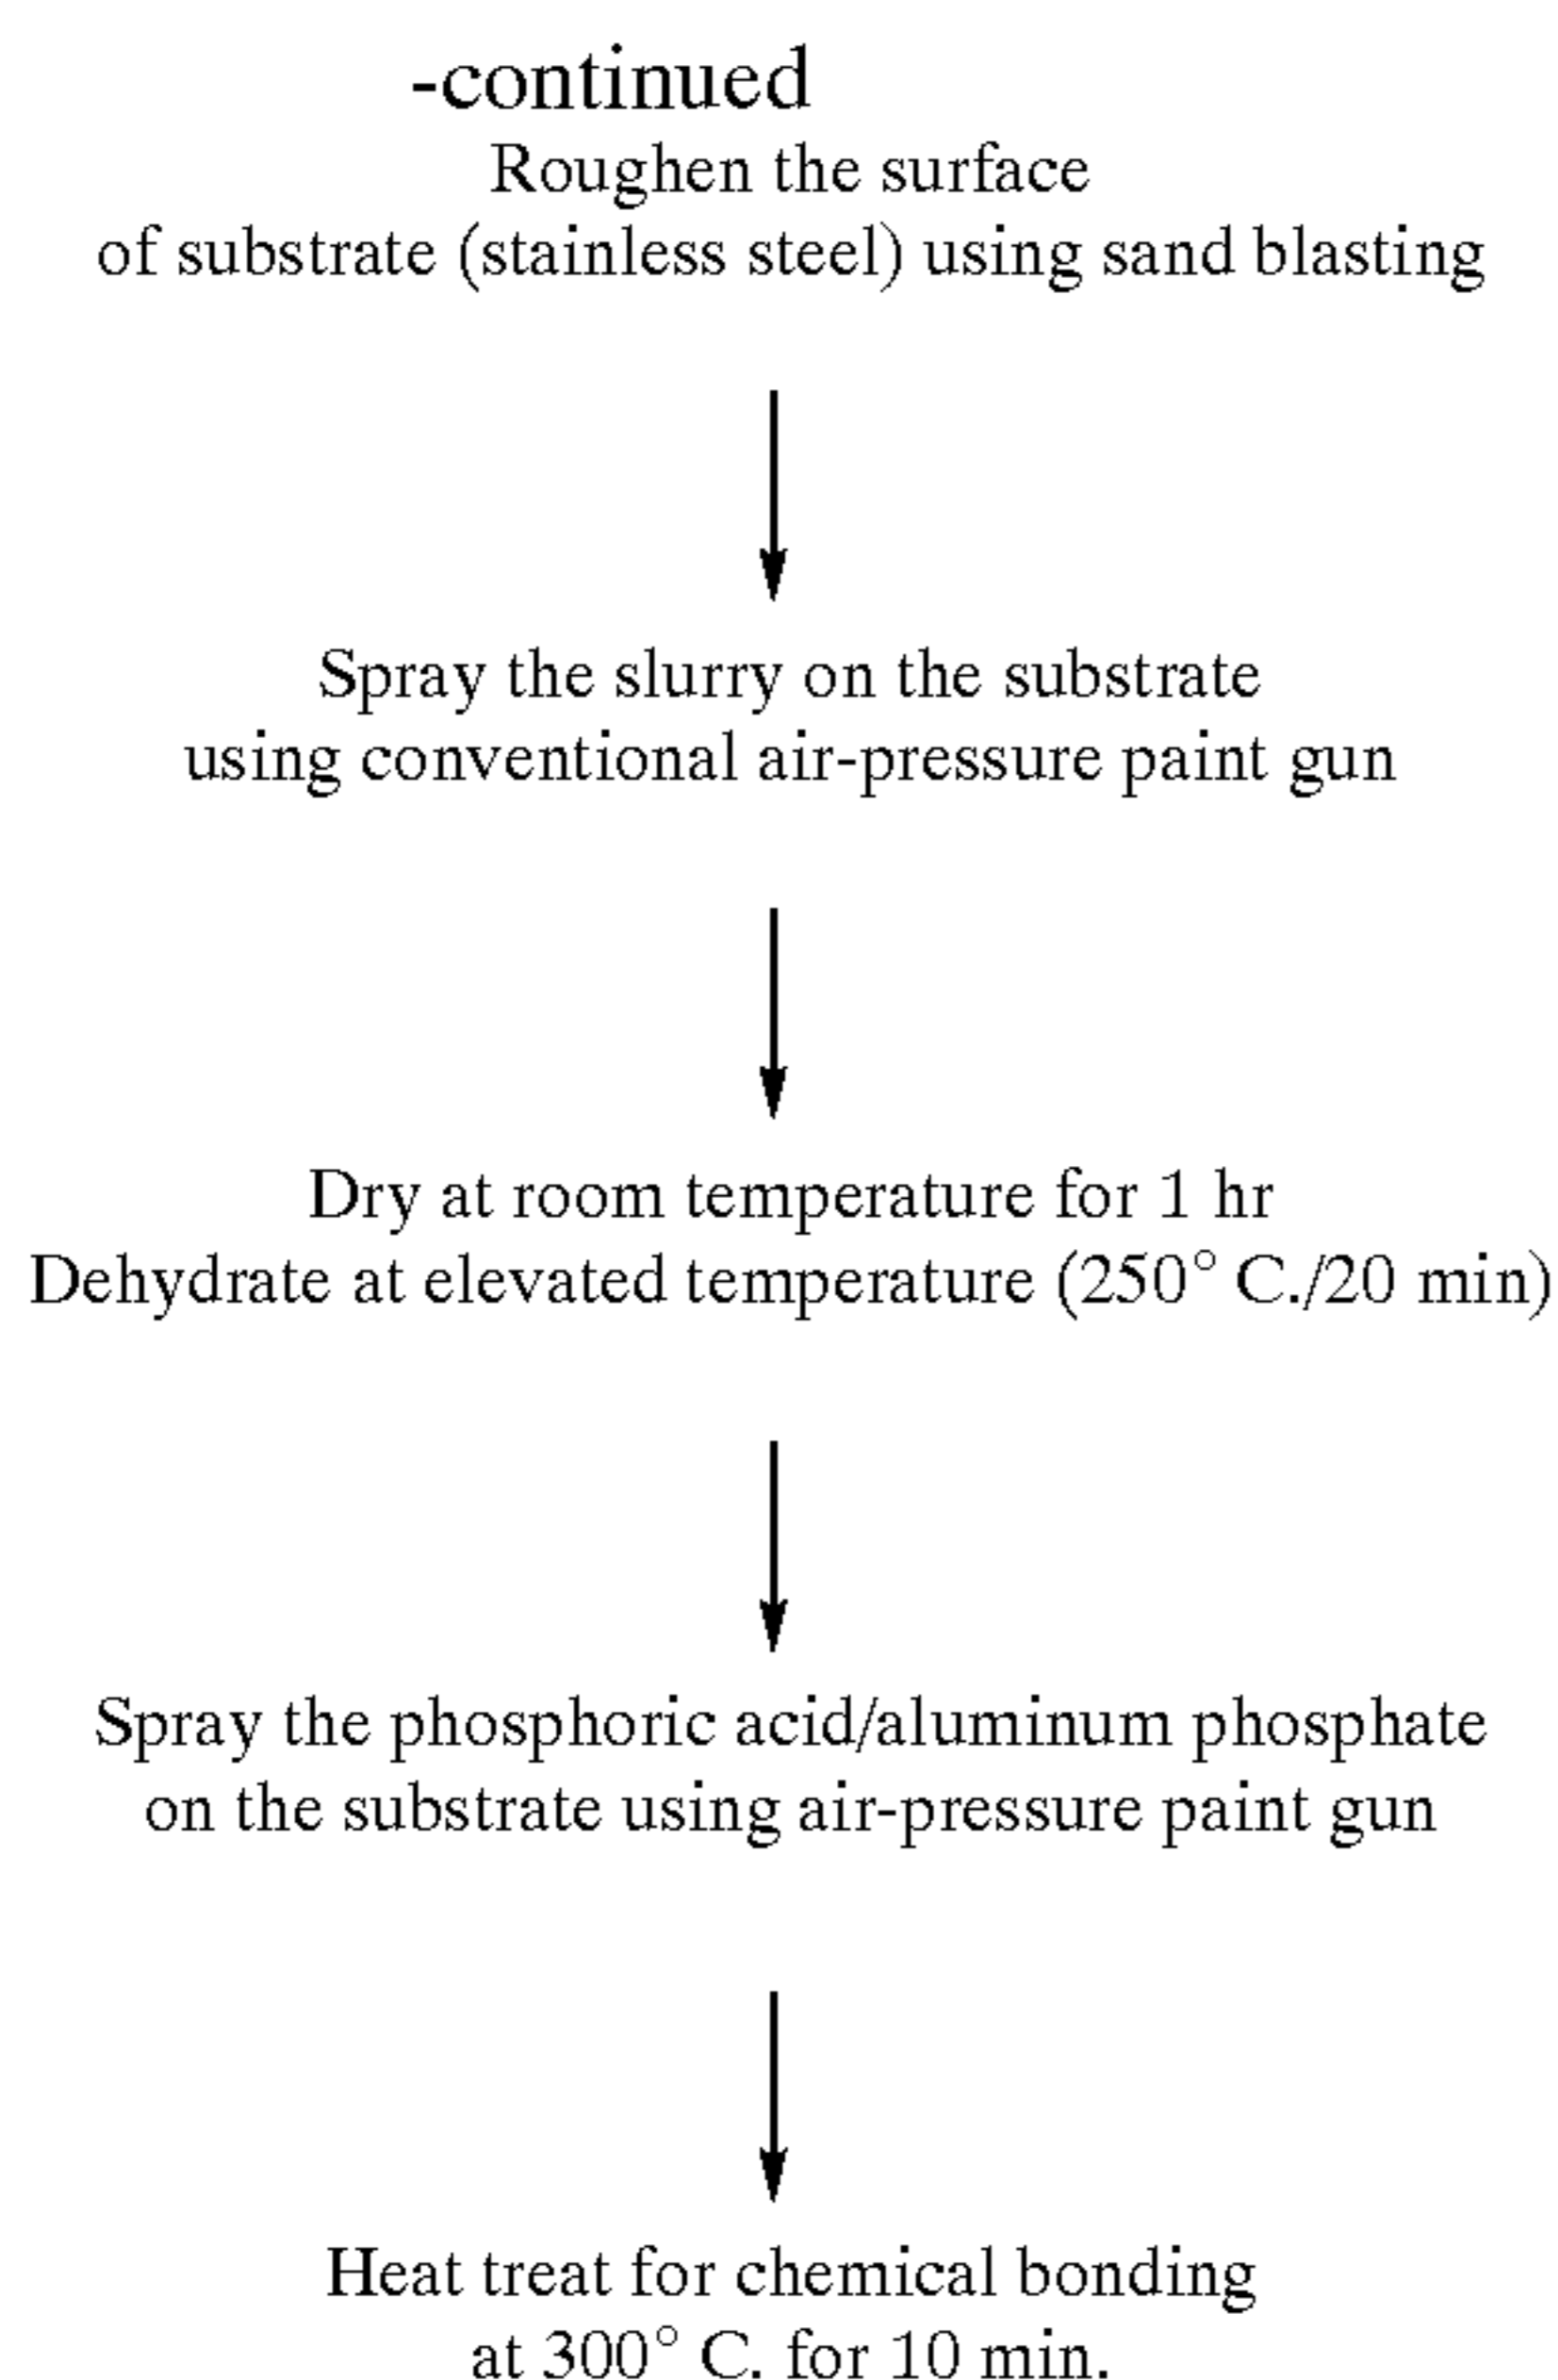 -continued
Roughen the surface
of substrate (stainless steel) using sand blasting
Spray the slurry on the substrate
using conventional air-pressure paint gun
Dry at room temperature for 1 hr
Dehydrate at elevated temperature (250° C./20 min)
Spray the phosphoric acid/aluminum phosphate
on the substrate using air-pressure paint gun
Heat treat for chemical bonding
at 300° C. for 10 min.